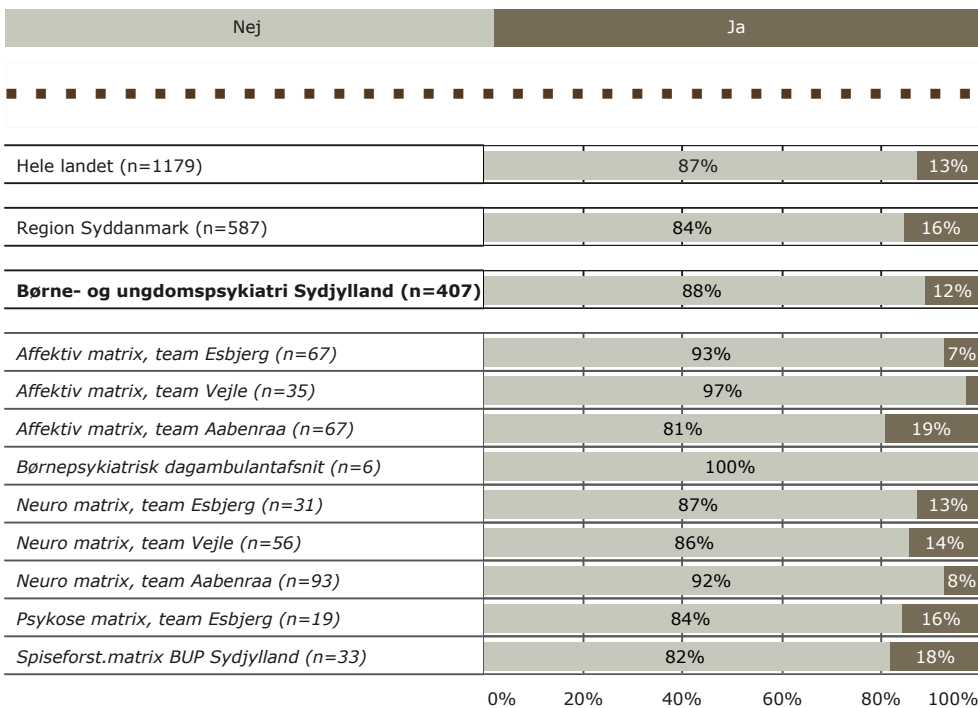 Nej Ja
Hele landet (n=1179) 87% 13%
Region Syddanmark (n=587) 84% 16%
Børne- og ungdomspsykiatri Sydjylland (n=407) 88% 12%
Affektiv matrix, team Esbjerg (n=67) 93% 7%
Affektiv matrix, team Vejle (n=35) 97%
Affektiv matrix, team Aabenraa (n=67) 81% 19%
Børnepsykiatrisk dagambulantafsnit (n=6) 100%
Neuro matrix, team Esbjerg (n=31) 87% 13%
Neuro matrix, team Vejle (n=56) 86% 14%
Neuro matrix, team Aabenraa (n=93) 92% 8%
Psykose matrix, team Esbjerg (n=19) 84% 16%
Spiseforst.matrix BUP Sydjylland (n=33) 82% 18%
0% 20% 40% 60% 80% 100%